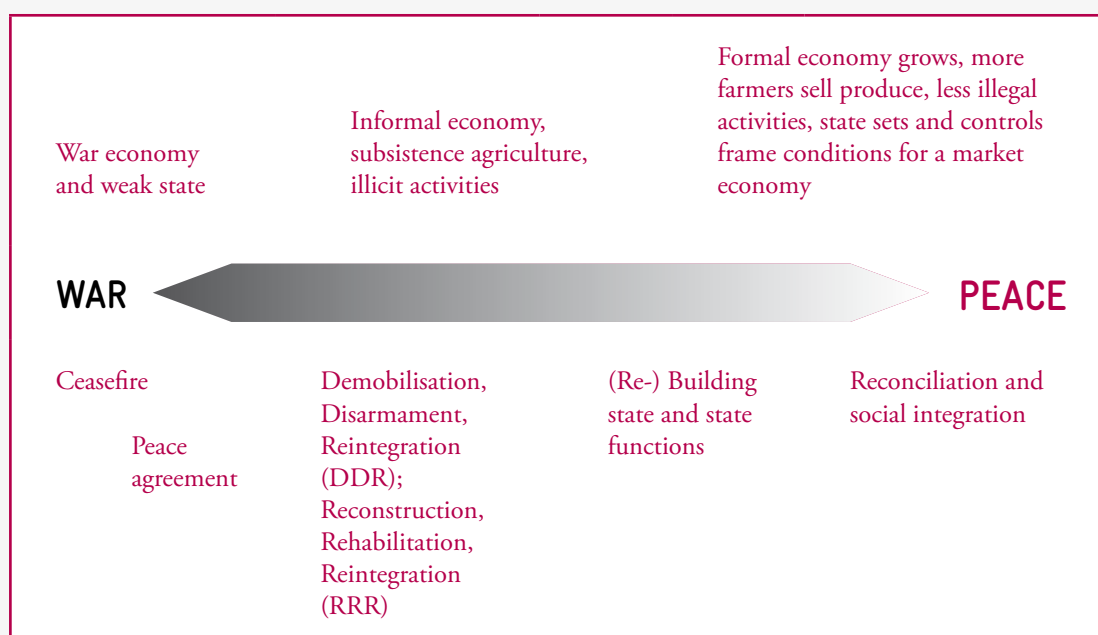 War economy
and weak state
Informal economy,
subsistence agriculture,
illicit activities
Formal economy grows, more
farmers sell produce, less illegal
activities, state sets and controls
frame conditions for a market
economy
WAR
PEACE
Ceasefire
Peace
agreement
Demobilisation,
Disarmament,
Reintegration
(DDR);
Reconstruction,
Rehabilitation,
Reintegration
(RRR)
(Re-) Building
state and state
functions
Reconciliation and
social integration